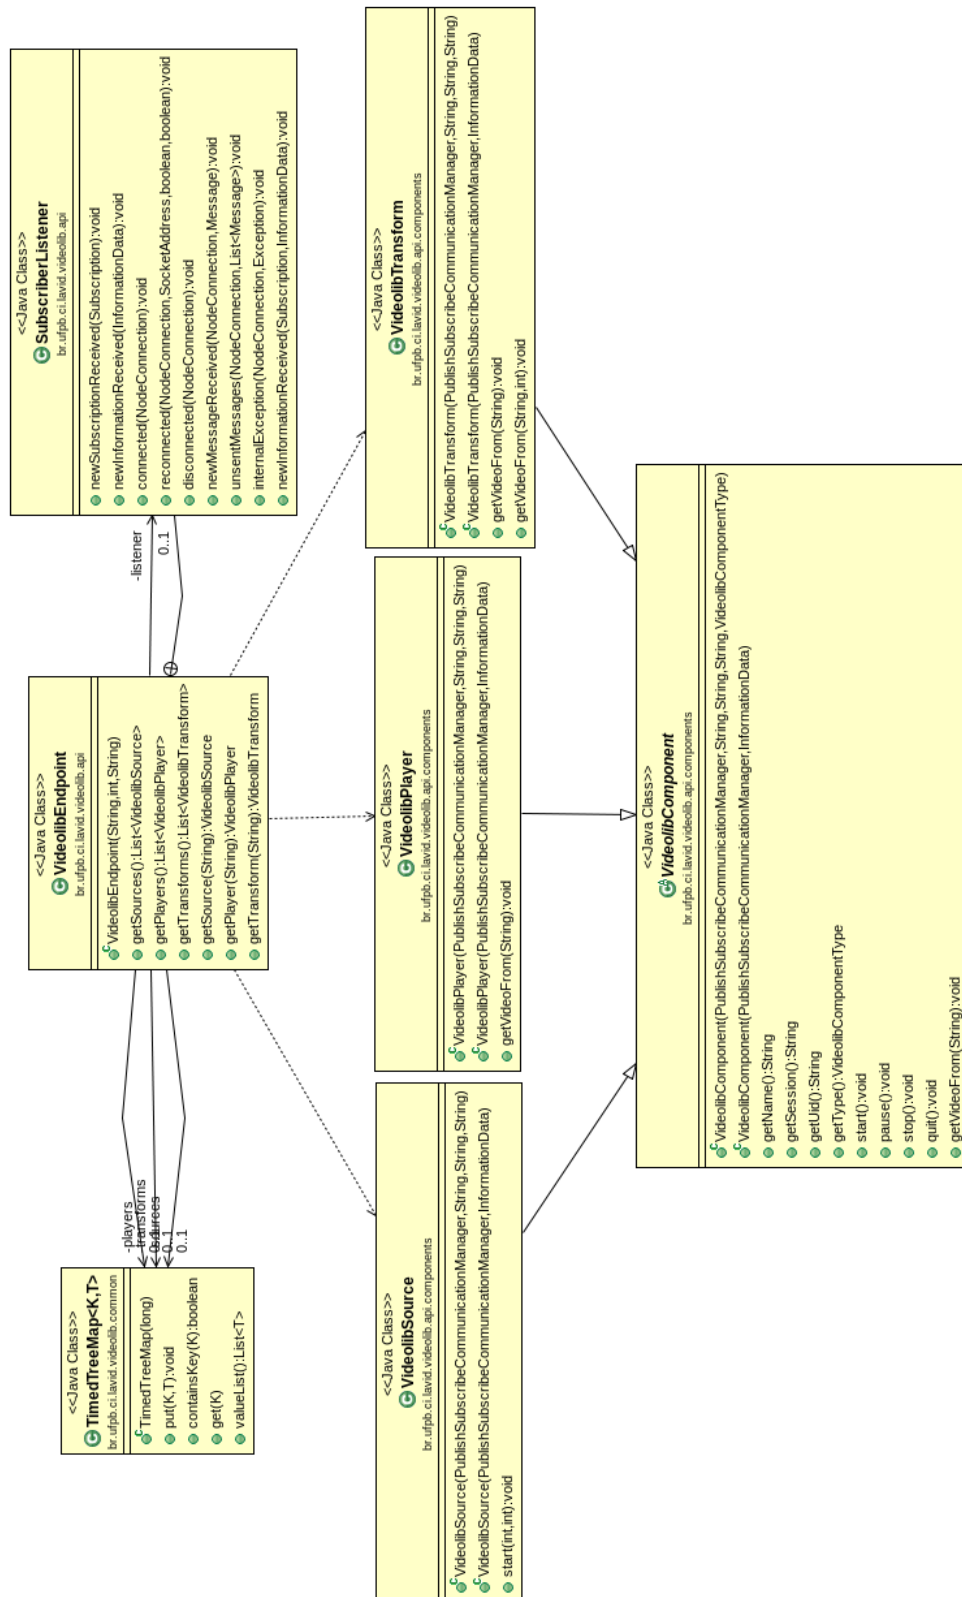 <<Java Class>>
TimedTreeMap<K,T>
br.ufpb.ci.lavid.videolib.common
TimedTreeMap(long)
put(K,T):void
containsKey(K):boolean
get(K)
valueList():List<T>
-players
0..1
-sources
0..1
0..1
<<Java Class>>
VideolibEndpoint
br.ufpb.ci.lavid.videolib.api
VideolibEndpoint(String,int,String)
getSources():List<VideolibSource>
getPlayers():List<VideolibPlayer>
getTransforms():List<VideolibTransform>
getSource(String):VideolibSource
getPlayer(String):VideolibPlayer
getTransform(String):VideolibTransform
-listener
0..1
<<Java Class>>
SubscriberListener
br.ufpb.ci.lavid.videolib.api
newSubscriptionReceived(Subscription):void
newInformationReceived(InformationData):void
connected(NodeConnection):void
reconnected(NodeConnection,SocketAddress,boolean,boolean):void
disconnected(NodeConnection):void
newMessageReceived(NodeConnection,Message):void
unsentMessages(NodeConnection,List<Message>):void
internalException(NodeConnection,Exception):void
newInformationReceived(Subscription,InformationData):void
<<Java Class>>
VideolibSource
br.ufpb.ci.lavid.videolib.api.components
VideolibSource(PublishSubscribeCommunicationManager,String,String,String)
VideolibSource(PublishSubscribeCommunicationManager,InformationData)
start(int,int):void
<<Java Class>>
VideolibPlayer
br.ufpb.ci.lavid.videolib.api.components
VideolibPlayer(PublishSubscribeCommunicationManager,String,String,String)
VideolibPlayer(PublishSubscribeCommunicationManager,InformationData)
getVideoFrom(String):void
<<Java Class>>
VideolibTransform
br.ufpb.ci.lavid.videolib.api.components
VideolibTransform(PublishSubscribeCommunicationManager,String,String,String)
VideolibTransform(PublishSubscribeCommunicationManager,InformationData)
getVideoFrom(String):void
getVideoFrom(String,int):void
<<Java Class>>
VideolibComponent
br.ufpb.ci.lavid.videolib.api.components
VideolibComponent(PublishSubscribeCommunicationManager,String,String,String,VideolibComponentType)
VideolibComponent(PublishSubscribeCommunicationManager,InformationData)
getName():String
getSession():String
getUid():String
getType():VideolibComponentType
start():void
pause():void
stop():void
quit():void
getVideoFrom(String):void